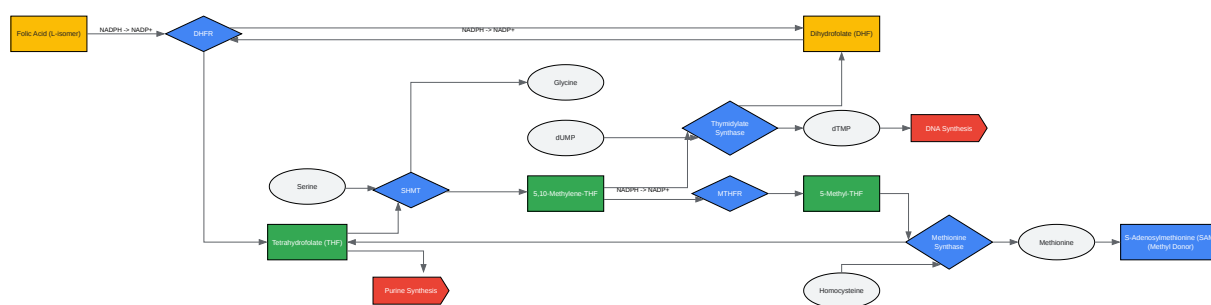 Folic Acid (L-isomer)
NADPH -> NADP+
DHFR
NADPH -> NADP+
Dihydrofolate (DHF)
Glycine
dUMP
Thymidylate
Synthase
dTMP
DNA Synthesis
Serine
SHMT
5,10-Methylene-THF
NADPH -> NADP+
MTHFR
5-Methyl-THF
Tetrahydrofolate (THF)
Methionine
Synthase
Methionine
S-Adenosylmethionine (SAM
(Methyl Donor)
Purine Synthesis
Homocysteine